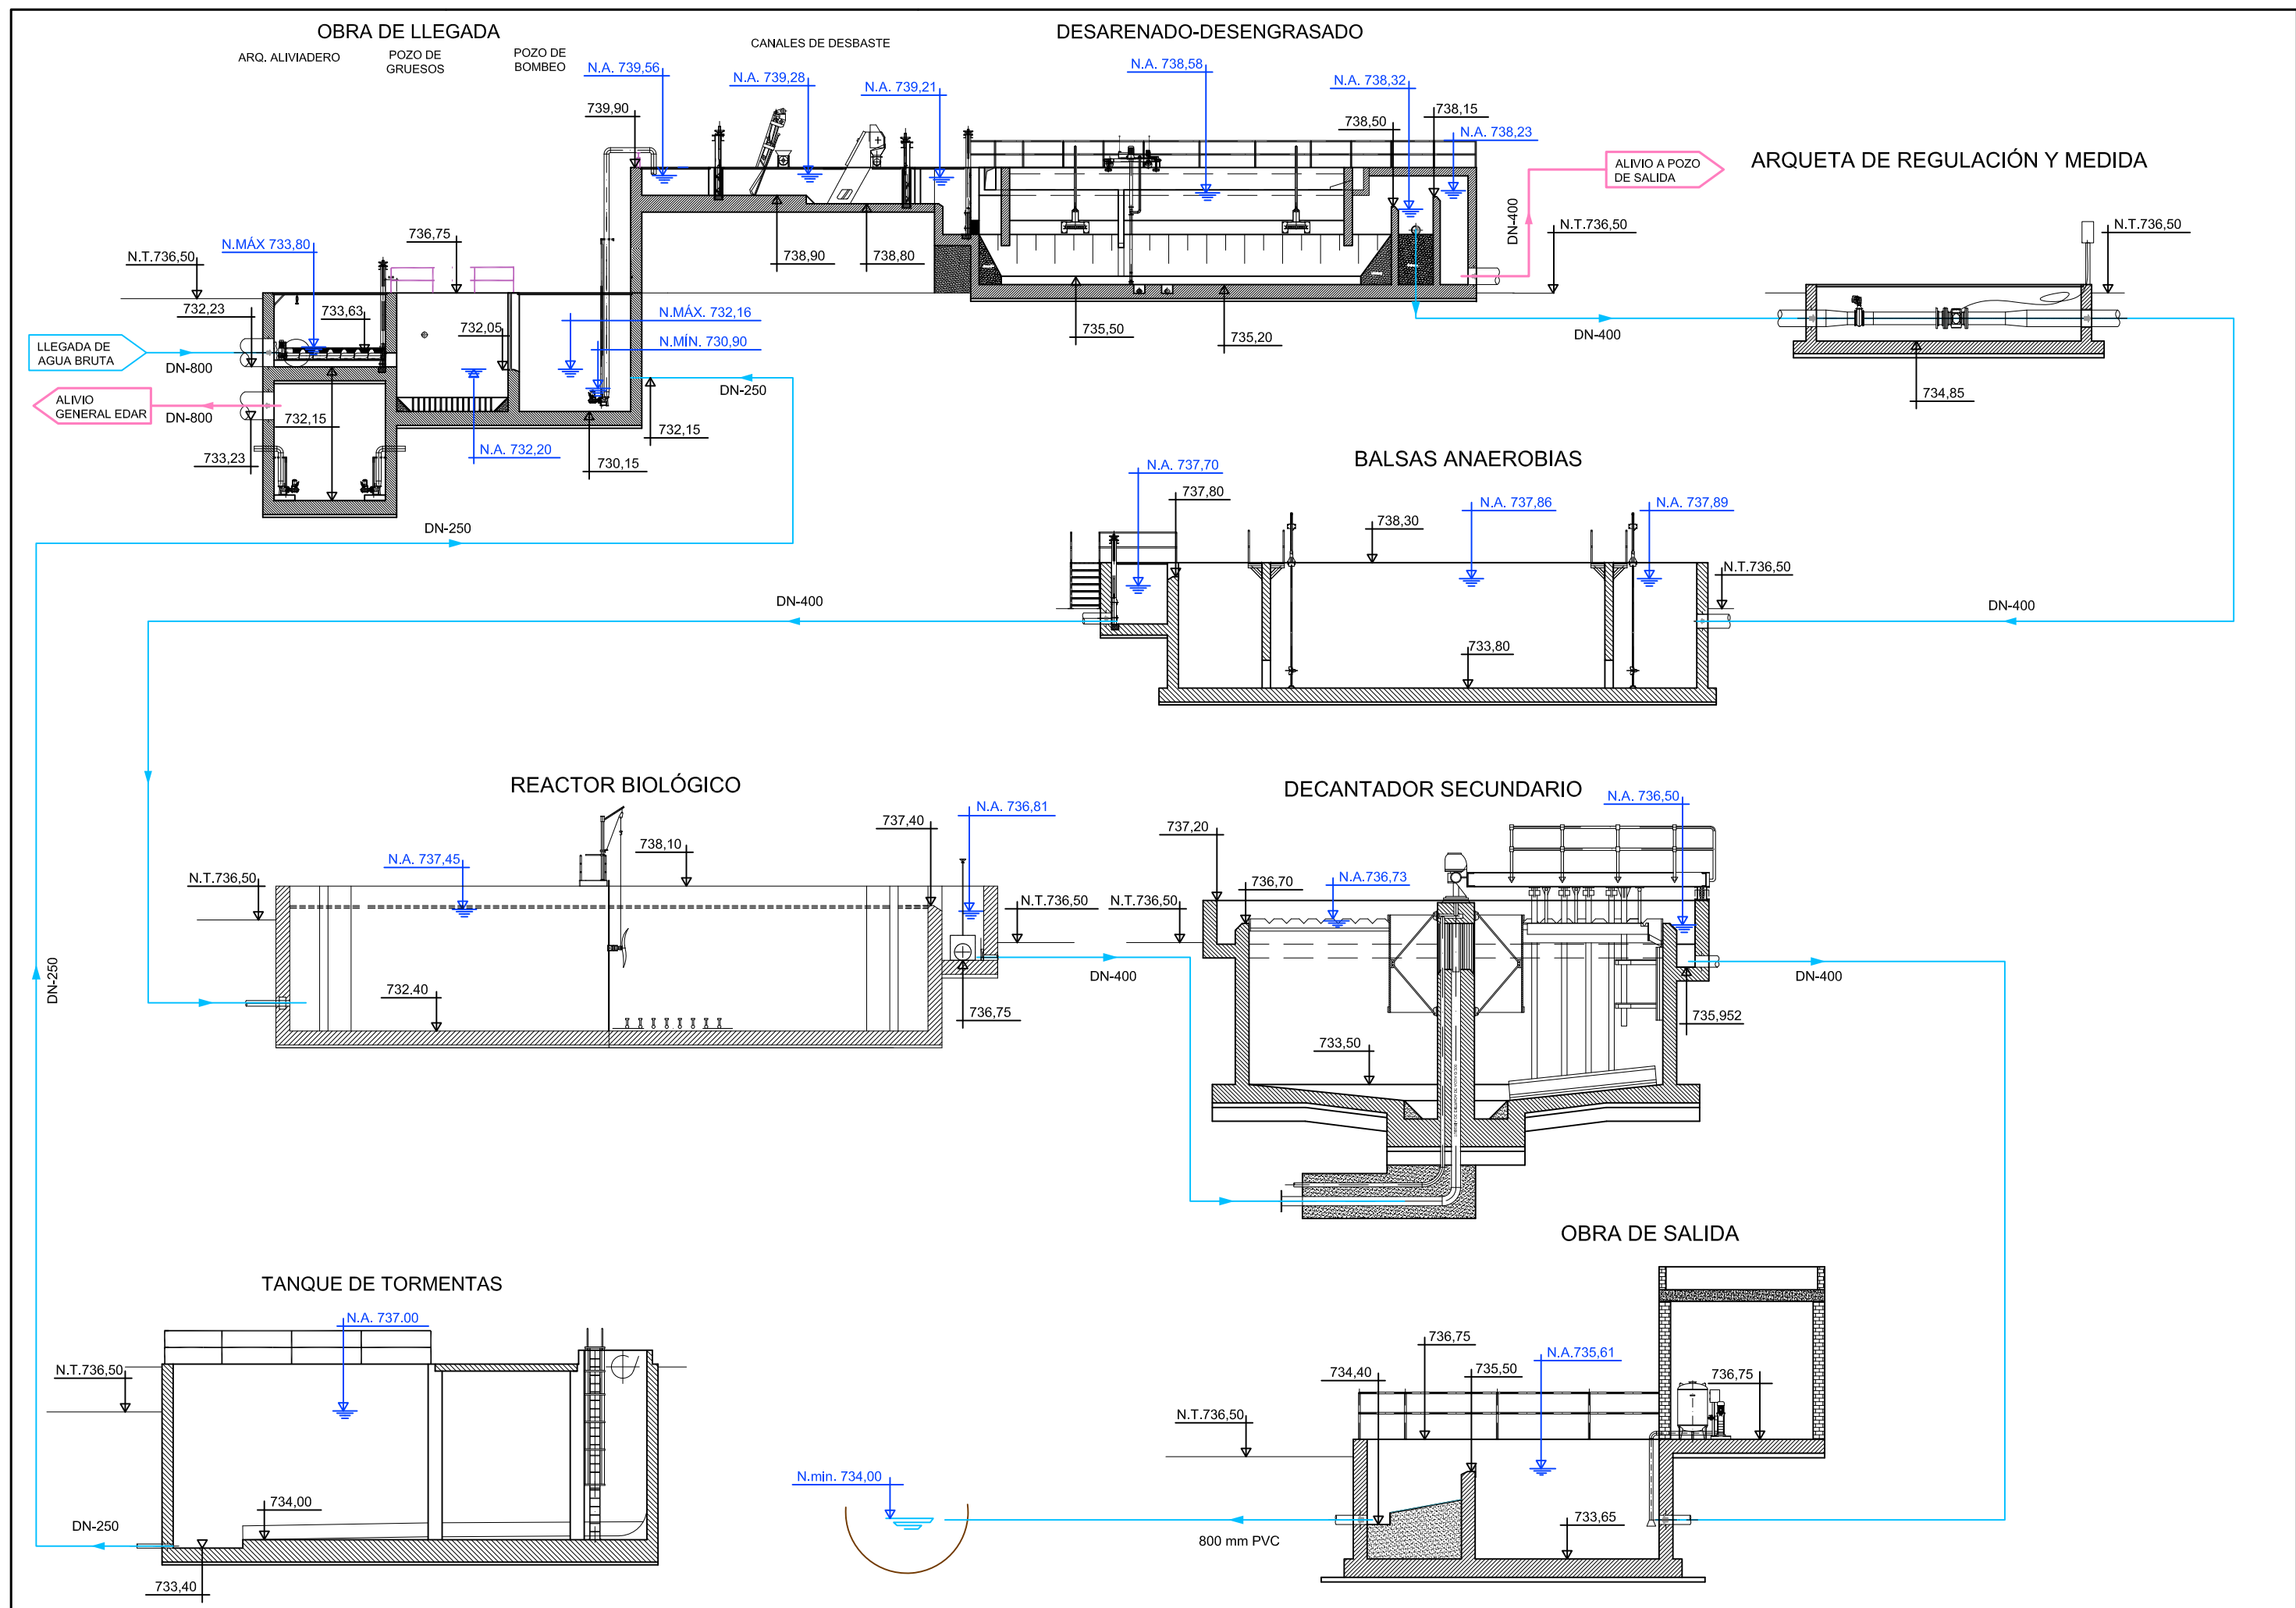 OBRA DE LLEGADA
ARQ. ALIVIADERO
POZO DE
GRUESOS
POZO DE
BOMBEO
CANALES DE DESBASTE
N.A. 739,56
N.A. 739,28
N.A. 739,21
739,90
736,75
N.MÁX 733,80
N.T.736,50
732,23
733,63
732,05
N.MÁX. 732,16
N.MÍN. 730,90
738,90
738,80
LLEGADA DE
AGUA BRUTA
DN-800
ALIVIO
GENERAL EDAR
DN-800
732,15
733,23
N.A. 732,20
730,15
732,15
DN-250
DN-250
DESARENADO-DESENGRASADO
N.A. 738,58
N.A. 738,32
738,50
738,15
N.A. 738,23
735,50
735,20
DN-400
ALIVIO A POZO
DE SALIDA
N.T.736,50
DN-400
ARQUETA DE REGULACIÓN Y MEDIDA
N.T.736,50
734,85
BALSAS ANAEROBIAS
N.A. 737,70
737,80
738,30
N.A. 737,86
N.A. 737,89
N.T.736,50
733,80
DN-400
DN-400
REACTOR BIOLÓGICO
N.A. 737,45
738,10
737,40
N.A. 736,81
N.T.736,50
N.T.736,50
732,40
736,75
DN-400
DECANTADOR SECUNDARIO
N.A. 736,50
737,20
736,70
N.A.736,73
N.T.736,50
733,50
735,952
DN-400
DN-250
TANQUE DE TORMENTAS
N.A. 737.00
N.T.736,50
734,00
DN-250
733,40
OBRA DE SALIDA
736,75
N.A.735,61
734,40
735,50
736,75
N.T.736,50
733,65
N.min. 734,00
800 mm PVC